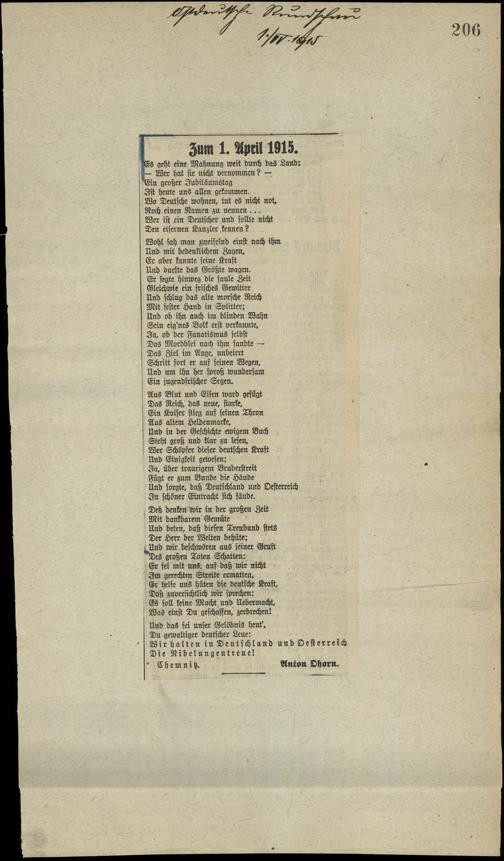 Ostdeutsche Rundschau
1./IV. 1915
206
Zum 1. April 1915.
Es geht eine Mahnung weit durch das Land:
— Wer hat sie nicht vernommen? —
Ein großer Jubiläumstag
Ist heute uns allen gekommen.
Wo Deutsche wohnen, tut es nicht not,
Noch einen Namen zu nennen ...
Wer ist ein Deutscher und sollte nicht
Den eisernen Kanzler kennen?
Wohl sah man zweifelnd einst nach ihm
Und mit bedenklichem Zagen,
Er aber kannte seine Kraft
Und durfte das Größte wagen.
Er fegte hinweg die faule Zeit
Gleichwie ein frisches Gewitter
Und schlug das alte morsche Reich
Mit fester Hand in Splitter;
Und ob ihn auch im blinden Wahn
Sein eig'nes Volk erst verkannte,
Ja, ob der Fanatismus selbst
Das Mordblei nach ihm sandte —
Das Ziel im Auge, unbeirrt
Schritt fort er auf seinen Wegen,
Und um ihn her sproß wundersam
Ein jugendfrischer Segen.
Aus Blut und Eisen ward gefügt
Das Reich, das neue, starke,
Ein Kaiser stieg auf seinen Thron
Aus altem Heldenmarke,
Und in der Geschichte ewigem Buch
Steht groß und klar zu lesen,
Wer Schöpfer dieser deutschen Kraft
Und Einigkeit gewesen;
Ja, über traurigem Bruderstreit
Fügt er zum Bunde die Hände
Und sorgte, daß Deutschland und Oesterreich
In schöner Eintracht sich fände.
Deß denken wir in der großen Zeit
Mit dankbarem Gemüte
Und beten, daß diesen Treubund stets
Der Herr der Welten behüte;
Und wir beschwören aus seiner Gruft
Des großen Toten Schatten:
Er sei mit uns, auf daß wir nicht
Im gerechten Streite ermatten,
Er helfe uns hüten die deutsche Kraft,
Daß zuversichtlich wir sprechen:
Es soll keine Macht und Uebermacht,
Was einst Du geschaffen, zerbrechen!
Und das sei unser Gelöbnis heut',
Du gewaltiger deutscher Leue:
Wir halten in Deutschland und Oesterreich
Die Nibelungentreue!
Chemnitz. Anton Ohorn.